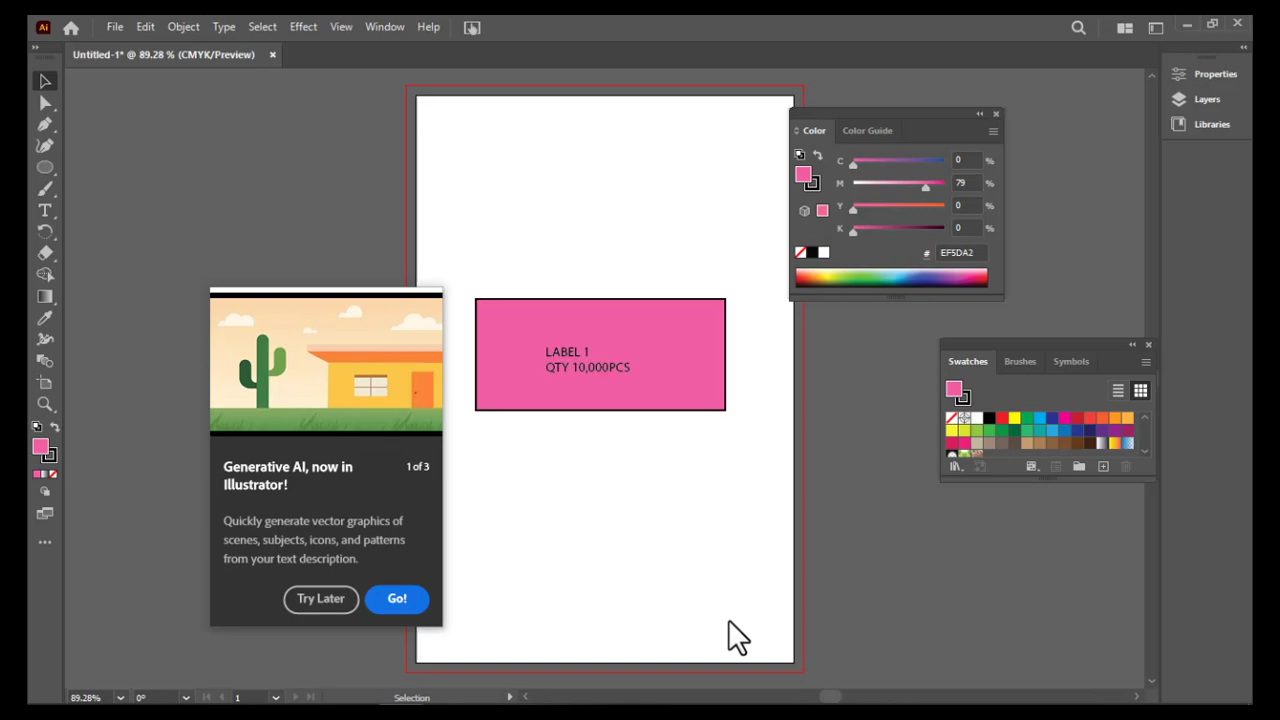 Ai File Edit Object Type Select Effect View Window Help
Untitled-1* @ 89.28 % (CMYK/Preview)
Properties
Layers
Libraries
Color Color Guide
C 0 %
M 79 %
Y 0 %
K 0 %
# EF5DA2
LABEL 1
QTY 10,000PCS
Swatches Brushes Symbols
Generative AI, now in
Illustrator!
1 of 3
Quickly generate vector graphics of
scenes, subjects, icons, and patterns
from your text description.
Try Later Go!
89.28% 0° 1 Selection